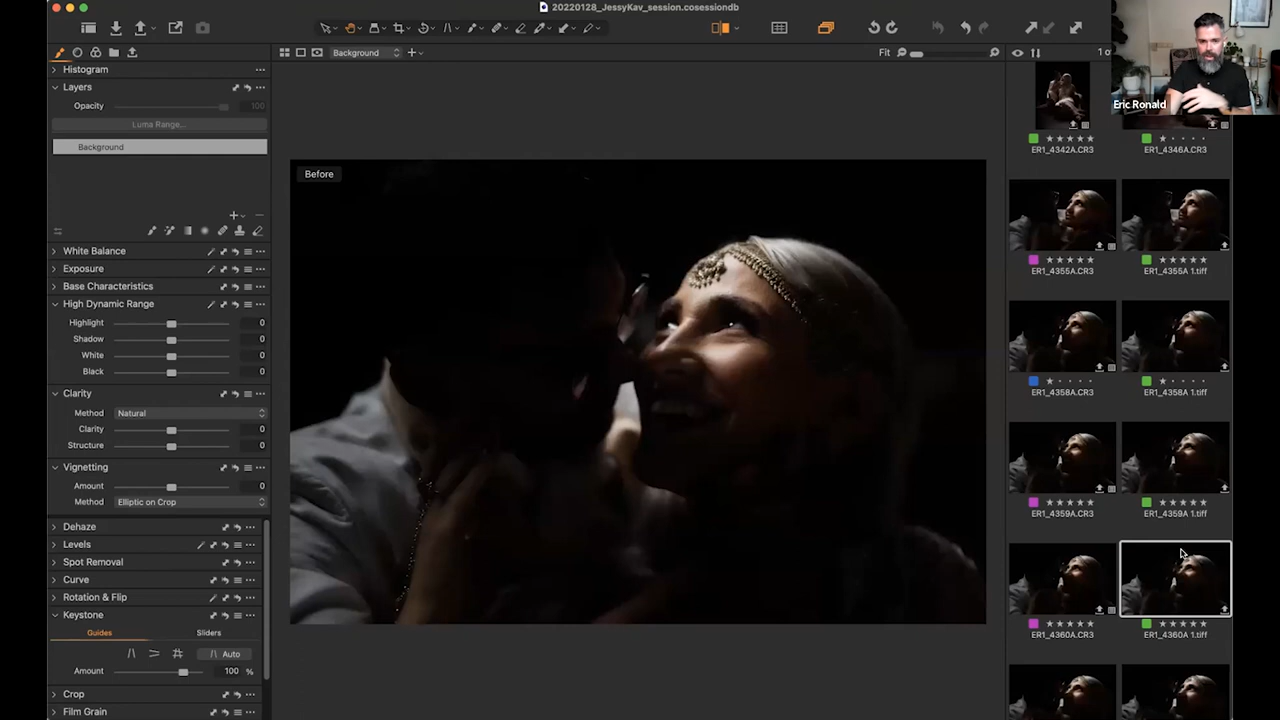 20220128_JessyKav_session.cosessiondb
Background
Fit
1 o
Eric Ronald
Histogram
Layers
Opacity 100
Luma Range...
Background
White Balance
Exposure
Base Characteristics
High Dynamic Range
Highlight 0
Shadow 0
White 0
Black 0
Clarity
Method Natural
Clarity 0
Structure 0
Vignetting
Amount 0
Method Elliptic on Crop
Dehaze
Levels
Spot Removal
Curve
Rotation & Flip
Keystone
Guides Sliders
Auto
Amount 100 %
Crop
Film Grain
Before
ER1_4342A.CR3 ER1_4346A.CR3
ER1_4355A.CR3 ER1_4355A 1.tiff
ER1_4358A.CR3 ER1_4358A 1.tiff
ER1_4359A.CR3 ER1_4359A 1.tiff
ER1_4360A.CR3 ER1_4360A 1.tiff